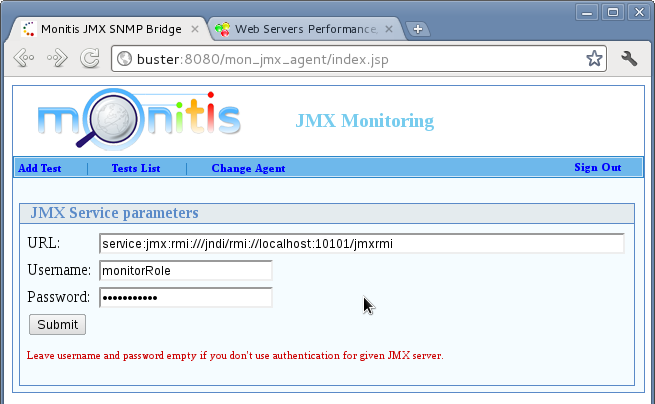 Monitis JMX SNMP Bridge
Web Servers Performance,
buster:8080/mon_jmx_agent/index.jsp
monitis JMX Monitoring
Add Test | Tests List | Change Agent Sign Out
JMX Service parameters
URL: service:jmx:rmi:///jndi/rmi://localhost:10101/jmxrmi
Username: monitorRole
Password: •••••••••••
Submit
Leave username and password empty if you don't use authentication for given JMX server.